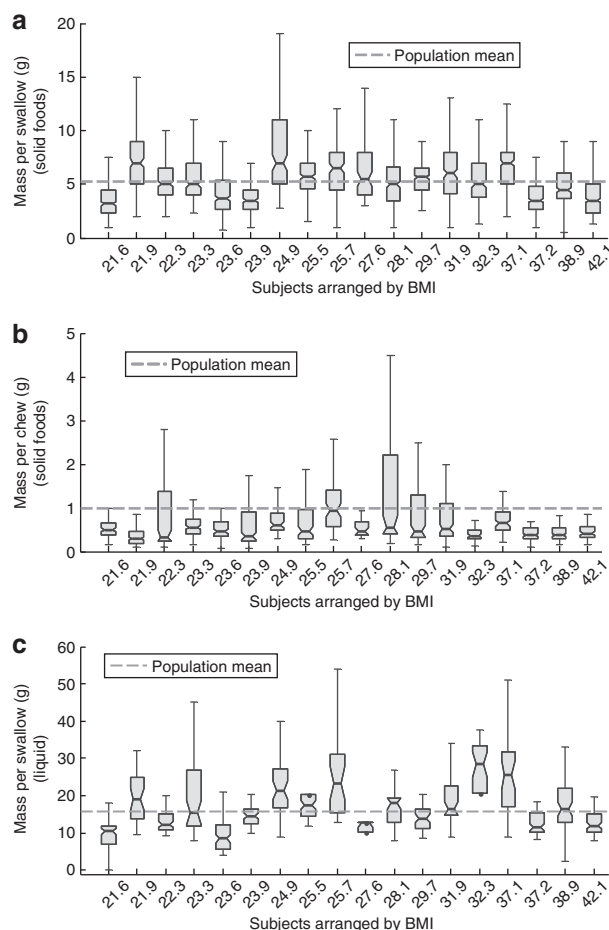 a
Mass per swallow (g)
(solid foods)
20
15
10
5
0
Population mean
21.6 21.9 22.3 23.3 23.6 23.9 24.9 25.5 25.7 27.6 28.1 29.7 31.9 32.3 37.1 37.2 38.9 42.1
Subjects arranged by BMI
b
Mass per chew (g)
(solid foods)
5
4
3
2
1
0
Population mean
21.6 21.9 22.3 23.3 23.6 23.9 24.9 25.5 25.7 27.6 28.1 29.7 31.9 32.3 37.1 37.2 38.9 42.1
Subjects arranged by BMI
c
Mass per swallow (g)
(liquid)
60
50
40
30
20
10
0
Population mean
21.6 21.9 22.3 23.3 23.6 23.9 24.9 25.5 25.7 27.6 28.1 29.7 31.9 32.3 37.1 37.2 38.9 42.1
Subjects arranged by BMI